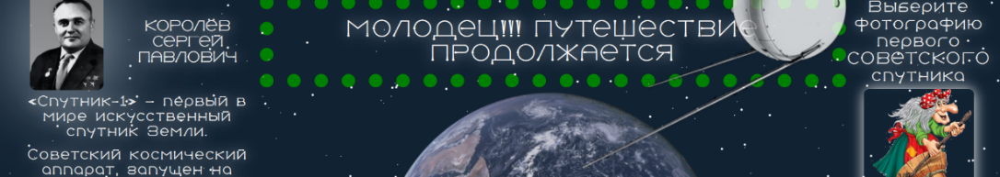 КОРОЛЁВ
СЕРГЕЙ
ПАВЛОВИЧ
«Спутник-1» - первый в
мире искусственный
спутник Земли.
Советский космический
аппарат, запущен на
МОЛОДЕЦ!!! ПУТЕШЕСТВИЕ
ПРОДОЛЖАЕТСЯ
Выберите
фотографию
первого
советского
спутника